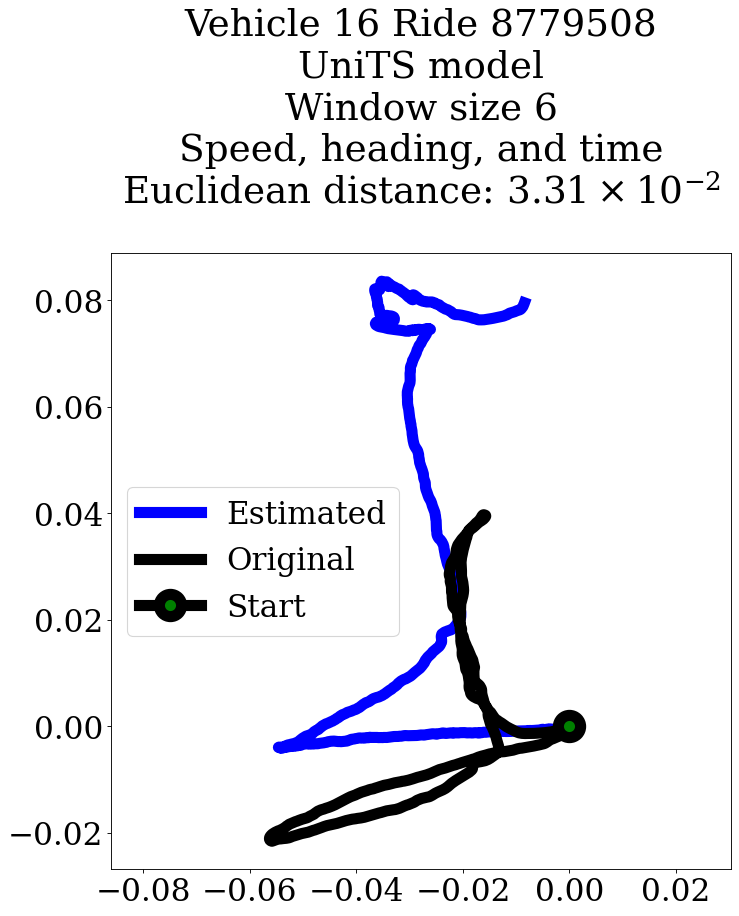 Vehicle 16 Ride 8779508
UniTS model
Window size 6
Speed, heading, and time
Euclidean distance: 3.31 × 10⁻²
0.08
0.06
0.04
0.02
0.00
−0.02
Estimated
Original
Start
−0.08 −0.06 −0.04 −0.02 0.00 0.02